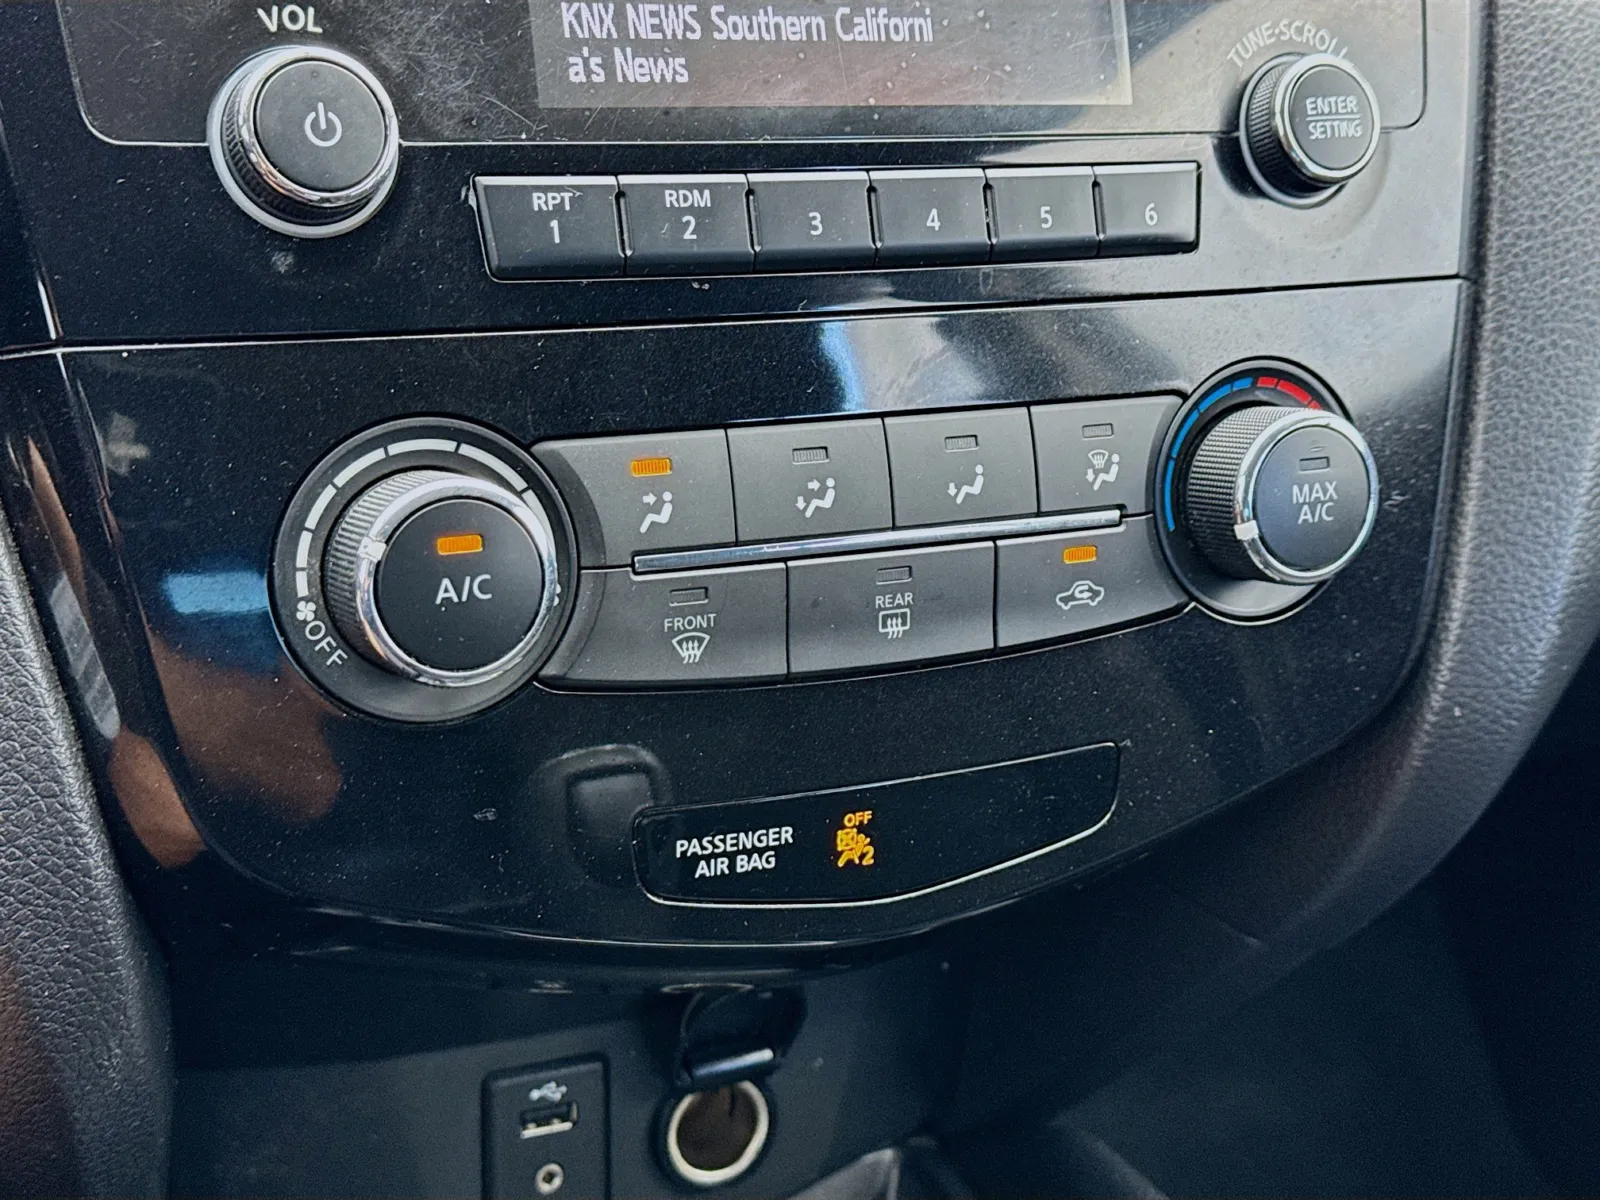 VOL
KNX NEWS Southern Californi
a's News
TUNE·SCROLL
ENTER
SETTING
RPT
1
RDM
2
3
4
5
6
A/C
OFF
MAX
A/C
FRONT
REAR
PASSENGER
AIR BAG
OFF
2